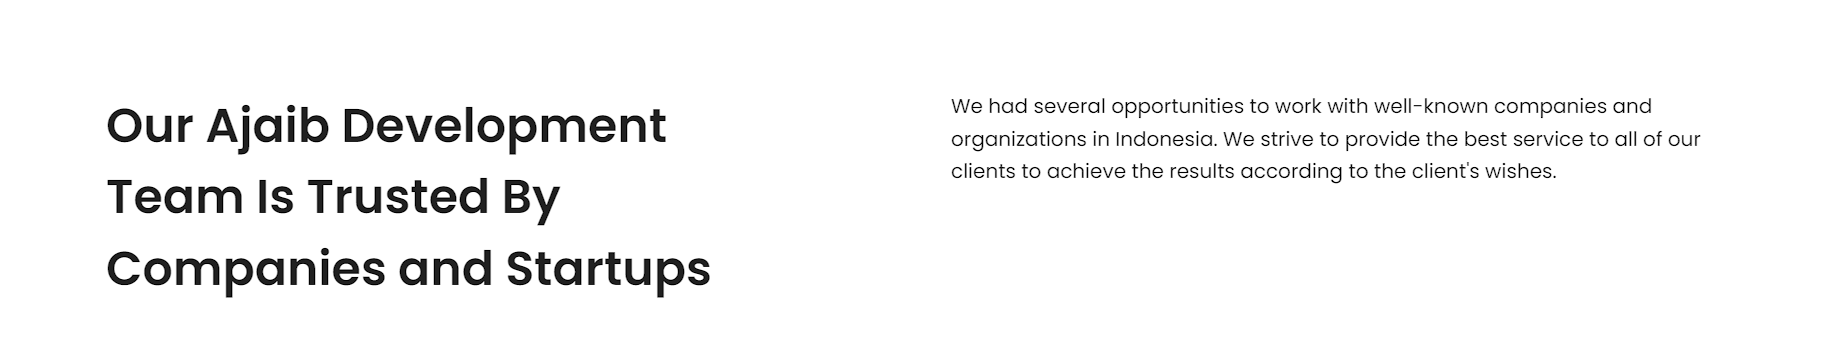 Our Ajaib Development
Team Is Trusted By
Companies and Startups
We had several opportunities to work with well-known companies and
organizations in Indonesia. We strive to provide the best service to all of our
clients to achieve the results according to the client's wishes.